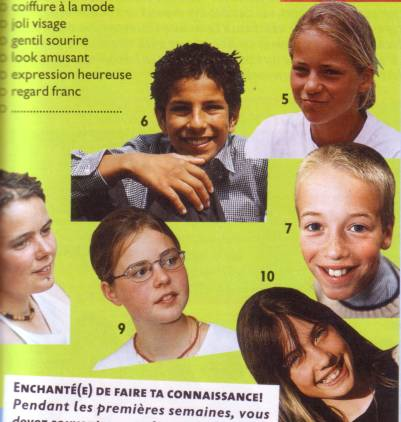 coiffure à la mode
joli visage
gentil sourire
look amusant
expression heureuse
regard franc
...............................
5
6
7
10
9
ENCHANTÉ(E) DE FAIRE TA CONNAISSANCE!
Pendant les premières semaines, vous